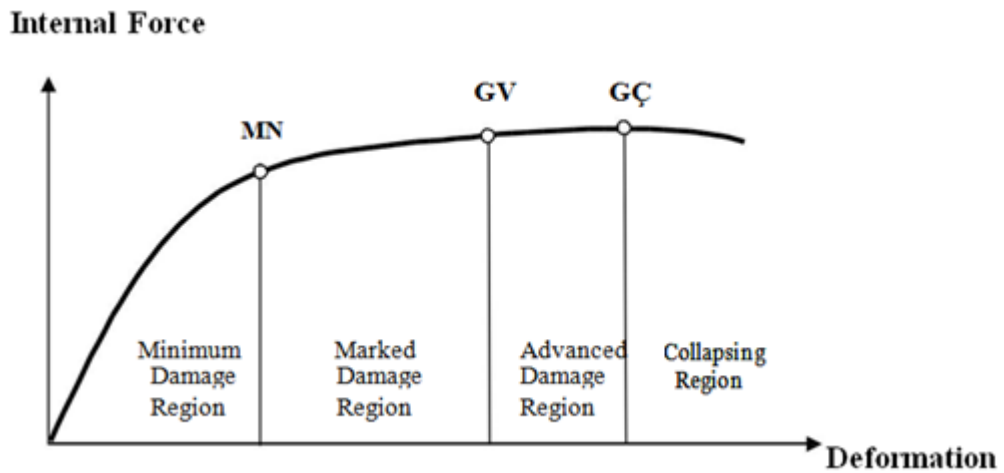 Internal Force
GV
GÇ
MN
Minimum
Damage
Region
Marked
Damage
Region
Advanced
Damage
Region
Collapsing
Region
Deformation